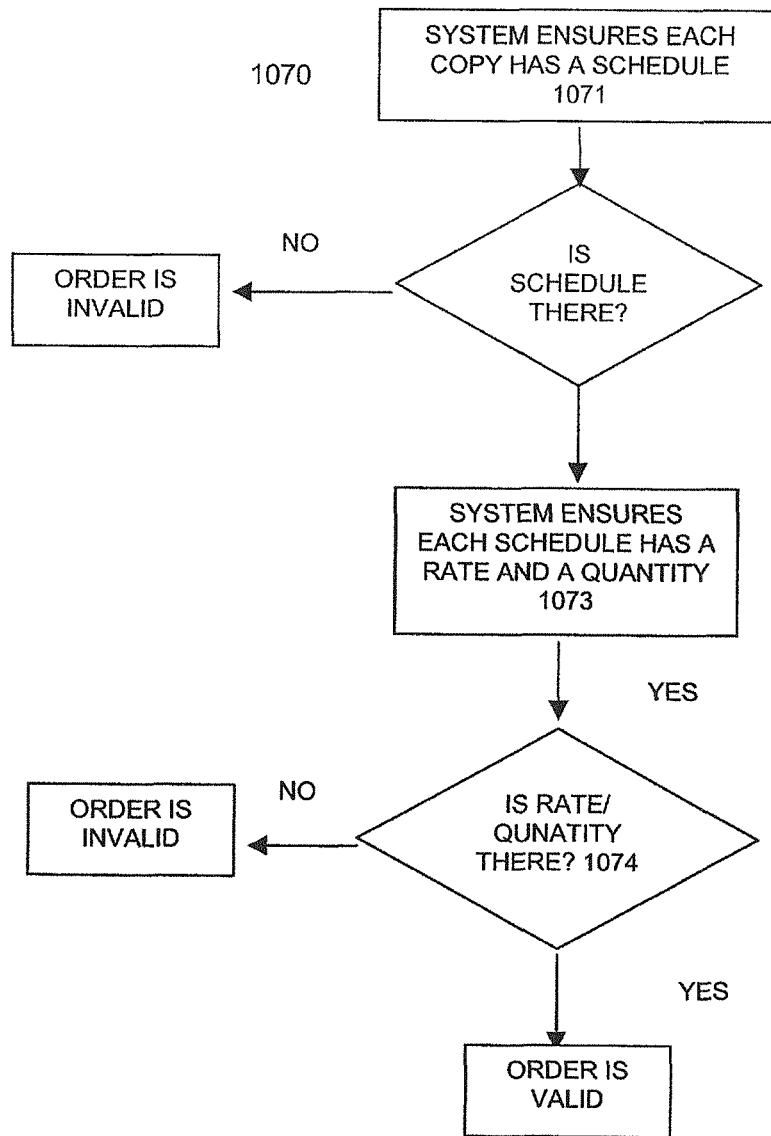 SYSTEM ENSURES EACH
COPY HAS A SCHEDULE
1071
1070
IS
SCHEDULE
THERE?
NO
ORDER IS
INVALID
SYSTEM ENSURES
EACH SCHEDULE HAS A
RATE AND A QUANTITY
1073
YES
IS RATE/
QUNATITY
THERE? 1074
NO
ORDER IS
INVALID
YES
ORDER IS
VALID